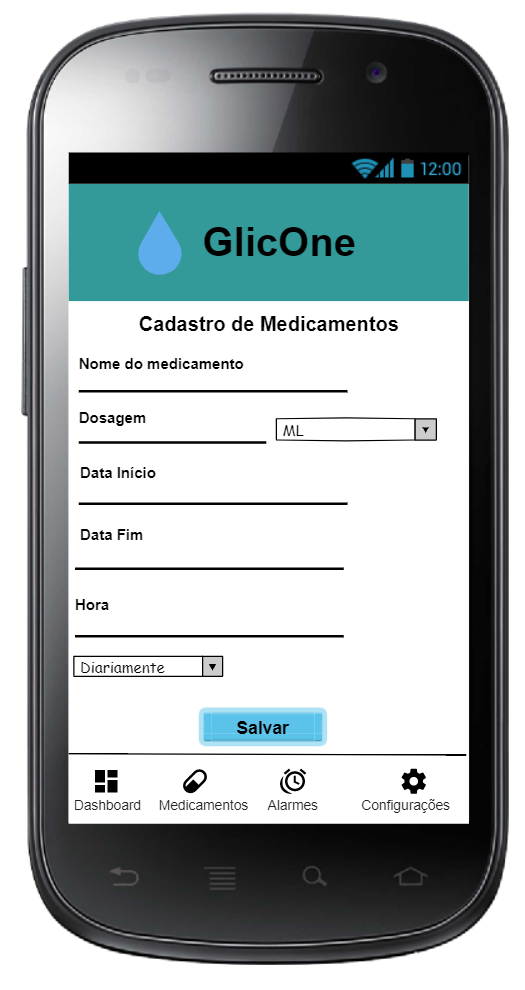 12:00
GlicOne
Cadastro de Medicamentos
Nome do medicamento
Dosagem
ML
Data Início
Data Fim
Hora
Diariamente
Salvar
Dashboard Medicamentos Alarmes Configurações